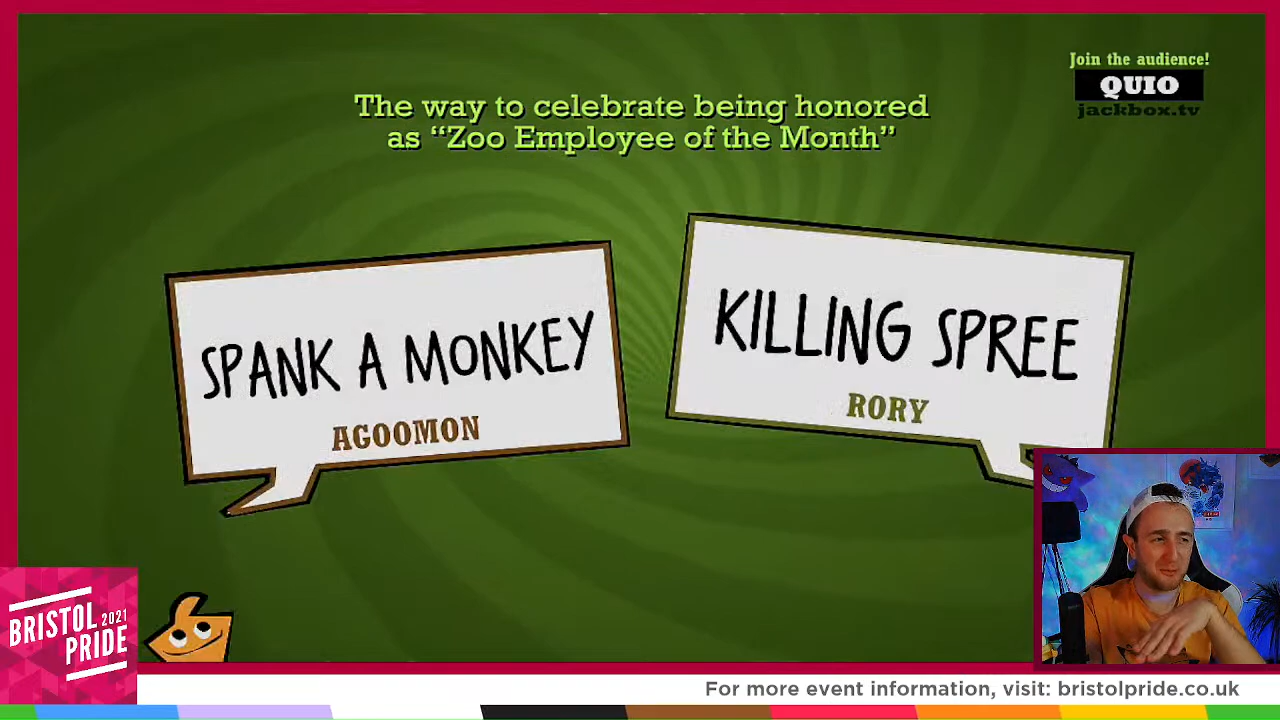 Join the audience!
QUIO
jackbox.tv
The way to celebrate being honored
as “Zoo Employee of the Month”
SPANK A MONKEY
AGOOMON
KILLING SPREE
RORY
BRISTOL 2021
PRIDE
For more event information, visit: bristolpride.co.uk